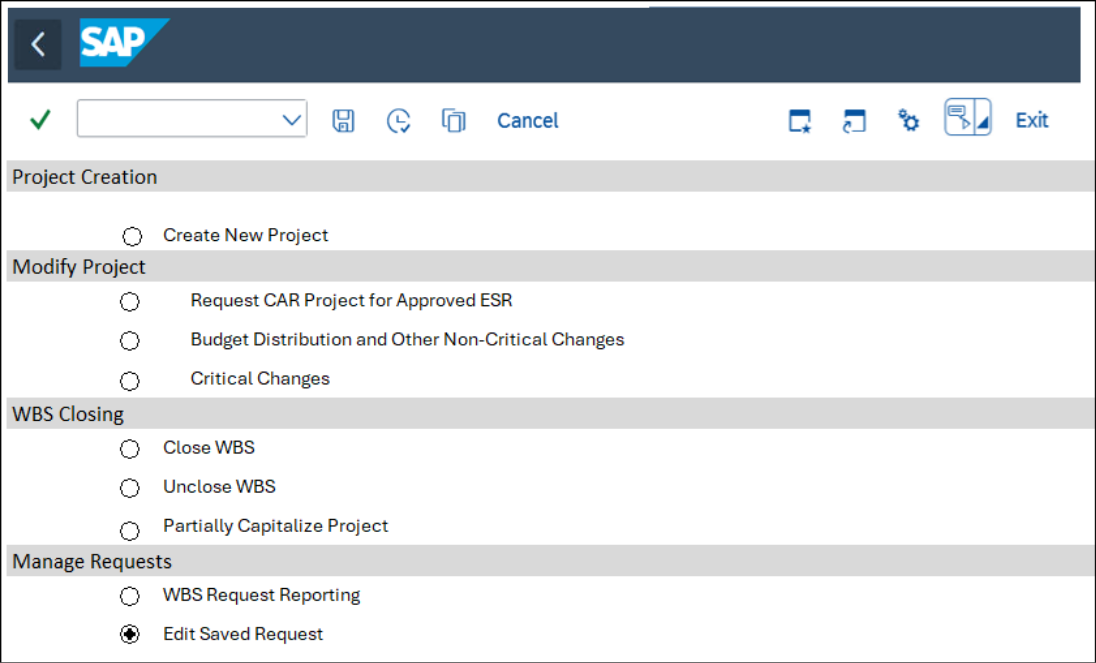 SAP
Cancel
Exit
Project Creation
Create New Project
Modify Project
Request CAR Project for Approved ESR
Budget Distribution and Other Non-Critical Changes
Critical Changes
WBS Closing
Close WBS
Unclose WBS
Partially Capitalize Project
Manage Requests
WBS Request Reporting
Edit Saved Request